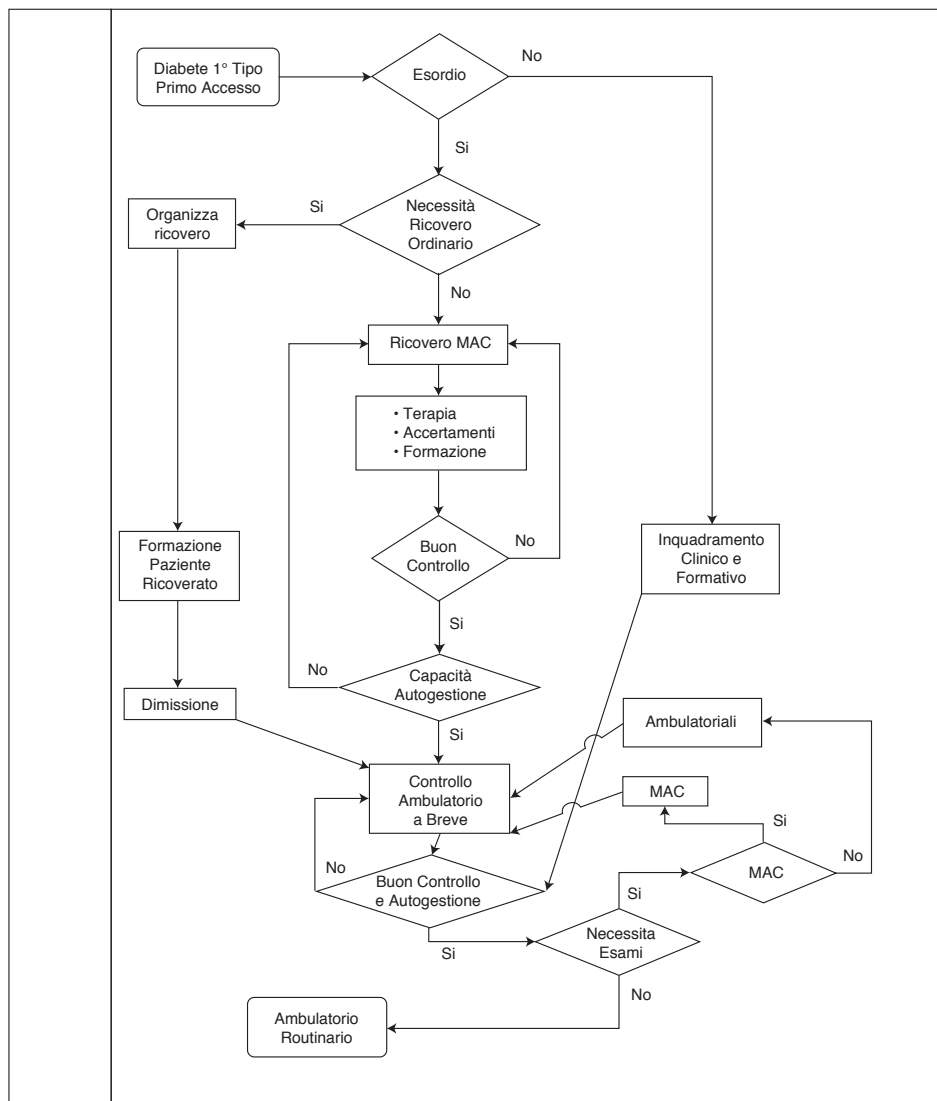 Diabete 1° Tipo
Primo Accesso
Esordio
No
Si
Organizza
ricovero
Si
Necessità
Ricovero
Ordinario
No
Ricovero MAC
• Terapia
• Accertamenti
• Formazione
Formazione
Paziente
Ricoverato
Buon
Controllo
No
Inquadramento
Clinico e
Formativo
Si
No
Capacità
Autogestione
Dimissione
Si
Ambulatoriali
Controllo
Ambulatorio
a Breve
MAC
Si
No
Buon Controllo
e Autogestione
MAC
No
Si
Si
Necessita
Esami
No
Ambulatorio
Routinario